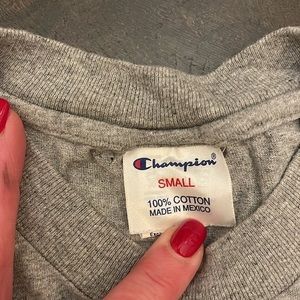 Champion
SMALL
100% COTTON
MADE IN MEXICO